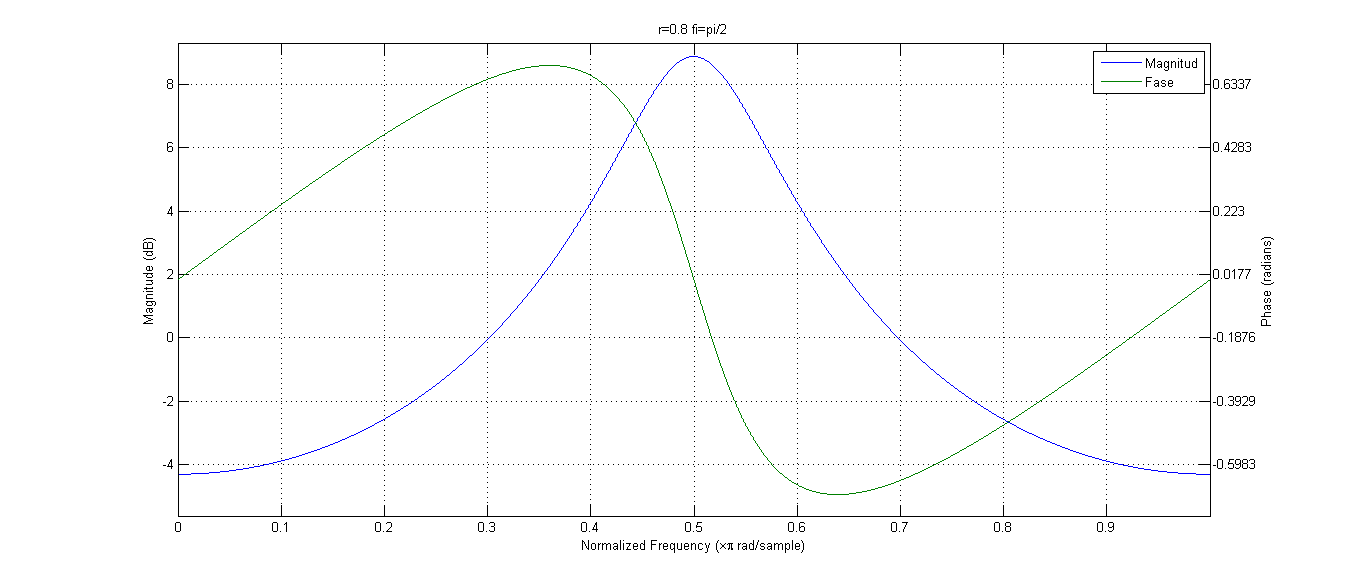 r=0.8 fi=pi/2
Magnitud
Fase
8
6
4
2
0
-2
-4
Magnitude (dB)
0.6337
0.4283
0.223
0.0177
-0.1876
-0.3929
-0.5983
Phase (radians)
0 0.1 0.2 0.3 0.4 0.5 0.6 0.7 0.8 0.9
Normalized Frequency (×π rad/sample)